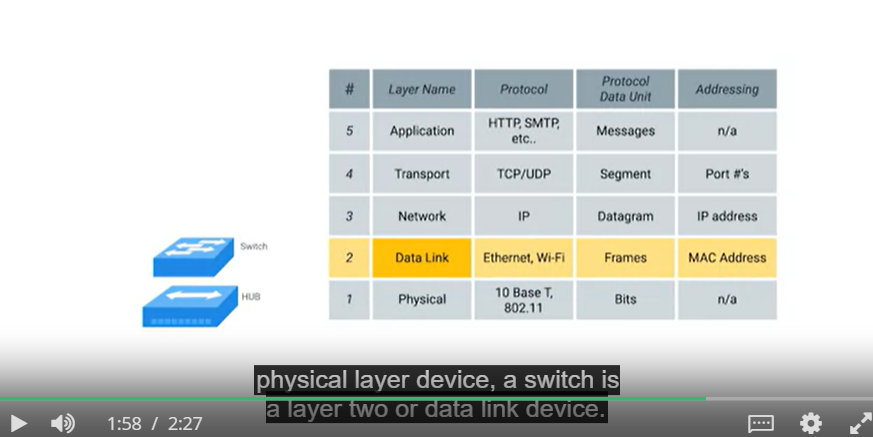 # Layer Name Protocol Protocol Data Unit Addressing
5 Application HTTP, SMTP, etc.. Messages n/a
4 Transport TCP/UDP Segment Port #'s
3 Network IP Datagram IP address
Switch
2 Data Link Ethernet, Wi-Fi Frames MAC Address
HUB
1 Physical 10 Base T, 802.11 Bits n/a
physical layer device, a switch is
a layer two or data link device.
1:58 / 2:27